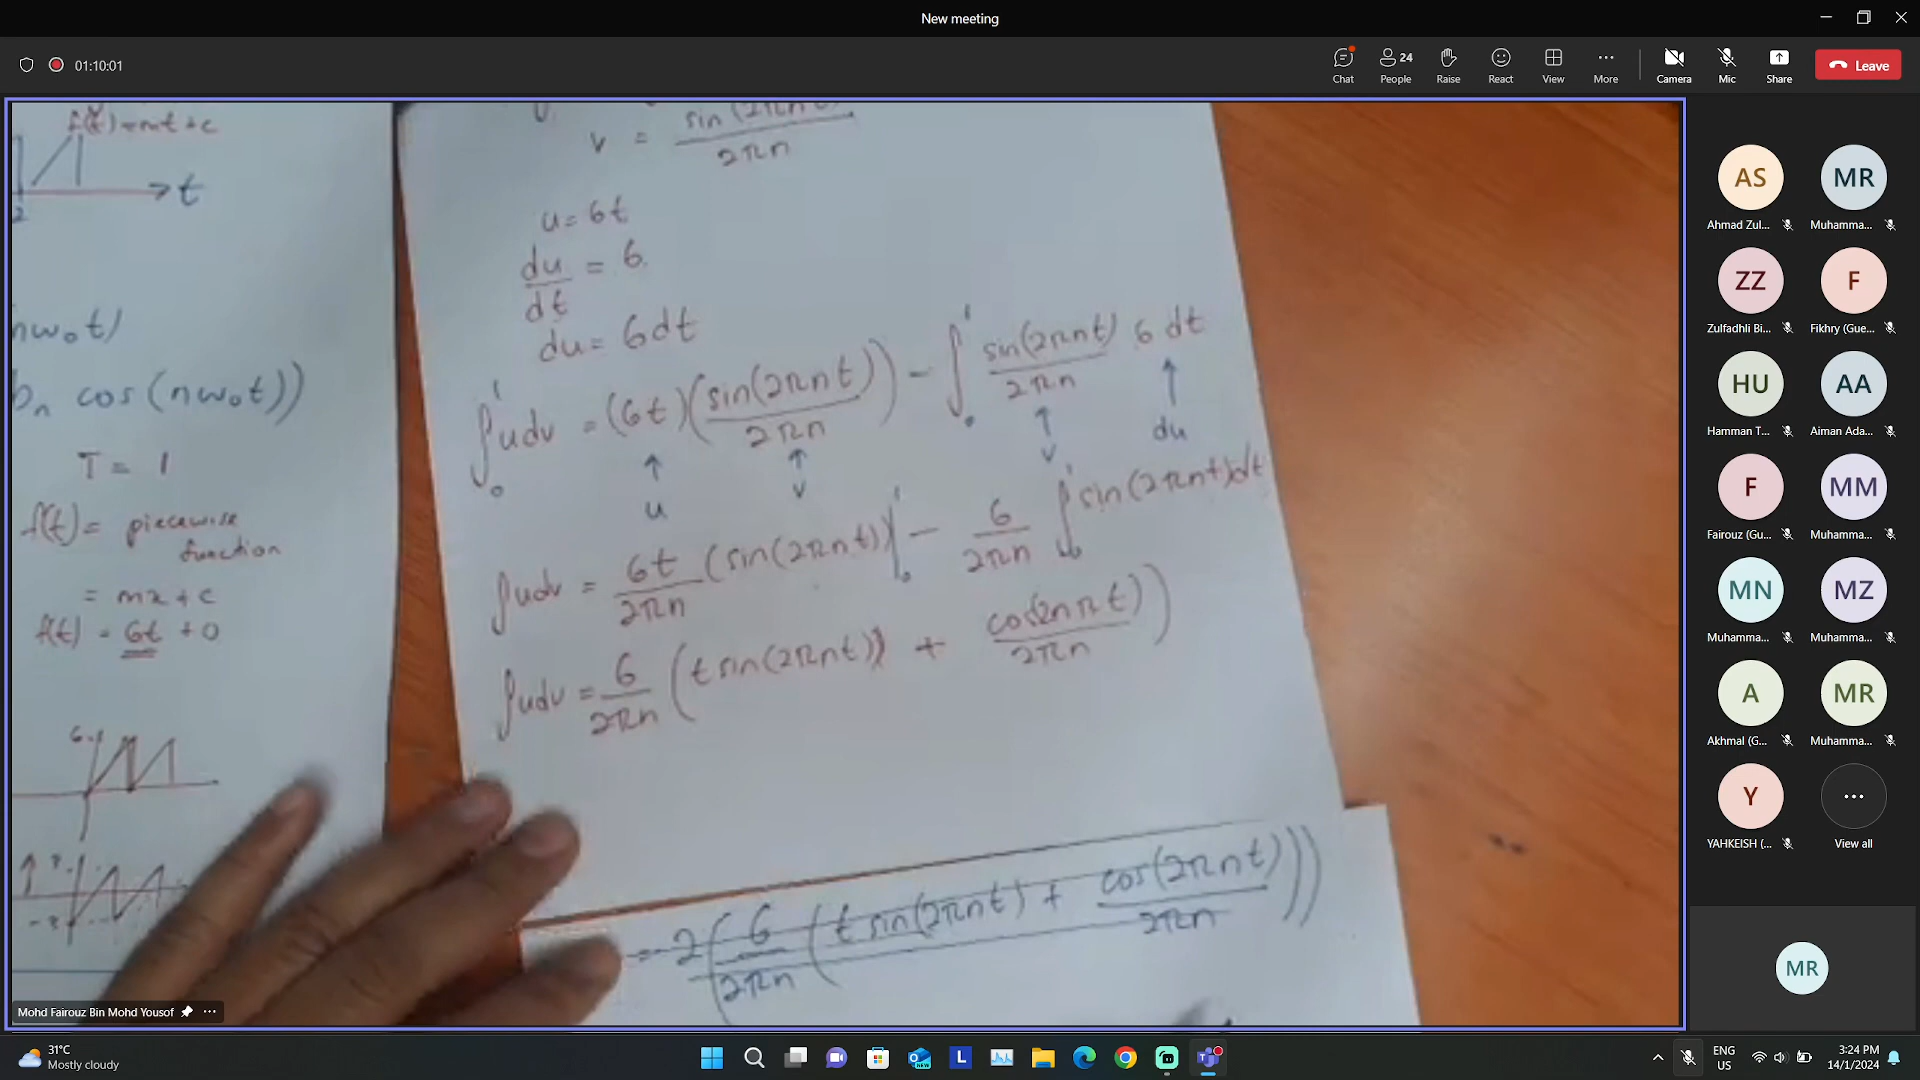 New meeting
01:10:01
Chat
24
People
Raise
React
View
More
Camera
Mic
Share
Leave
f(t) = mt + c
t
2
nω₀t)
bₙ cos(nω₀t))
T = 1
f(t) = piecewise
function
= mx + c
f(t) = 6t + 0
6
v = sin(2πnt) / 2πn
u = 6t
du/dt = 6
du = 6dt
∫₀¹ udv = (6t)(sin(2πnt)/2πn) - ∫₀¹ sin(2πnt)/2πn 6 dt
↑ u ↑ v ↑ v ↑ du
∫udv = 6t/2πn (sin(2πnt))|₀¹ - 6/2πn ∫₀¹ sin(2πnt)dt
∫udv = 6/2πn (t sin(2πnt)) + cos(2nπt)/2πn)
= 2(6/2πn (t sin(2πnt) + cos(2πnt)/2πn)))
Mohd Fairouz Bin Mohd Yousof
AS
Ahmad Zul...
MR
Muhamma...
ZZ
Zulfadhli Bi...
F
Fikhry (Gue...
HU
Hamman T...
AA
Aiman Ada...
F
Fairouz (Gu...
MM
Muhamma...
MN
Muhamma...
MZ
Muhamma...
A
Akhmal (G...
MR
Muhamma...
Y
YAHKEISH (...
View all
MR
31°C
Mostly cloudy
NEW
L
ENG
US
3:24 PM
14/1/2024